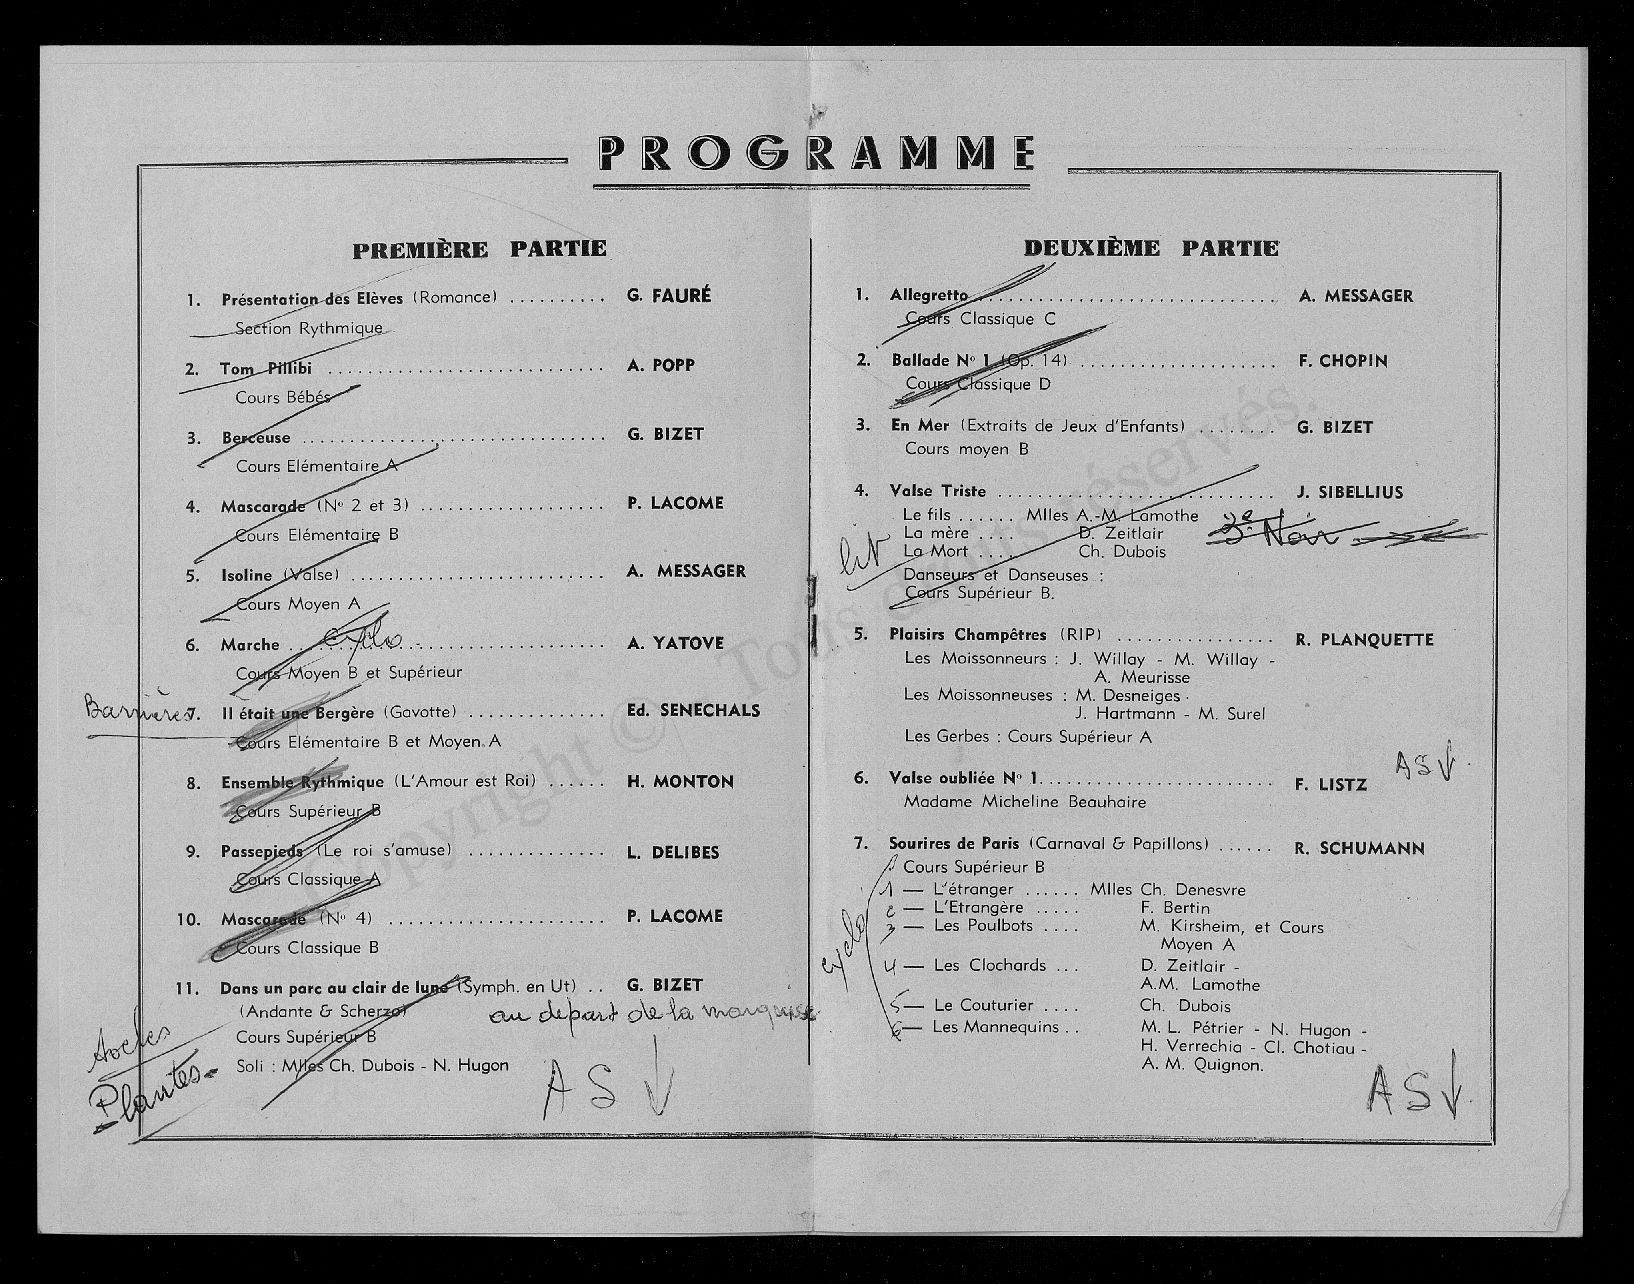 PROGRAMME
PREMIÈRE PARTIE
1. Présentation des Elèves (Romance) .......... G. FAURÉ
Section Rythmique
2. Tom Pillibi ............................ A. POPP
Cours Bébés
3. Berceuse ............................... G. BIZET
Cours Elémentaire A
4. Mascarade (No 2 et 3) ................... P. LACOME
Cours Elémentaire B
5. Isoline (Valse) .......................... A. MESSAGER
Cours Moyen A
6. Marche ................................ A. YATOVE
Cyclo
Cours Moyen B et Supérieur
Barrières
7. Il était une Bergère (Gavotte) .............. Ed. SENECHALS
Cours Elémentaire B et Moyen A
8. Ensemble Rythmique (L'Amour est Roi) ...... H. MONTON
Cours Supérieur B
9. Passepieds (Le roi s'amuse) .............. L. DELIBES
Cours Classique A
10. Mascarade (No 4) ...................... P. LACOME
Cours Classique B
11. Dans un parc au clair de lune (Symph. en Ut) .. G. BIZET
(Andante & Scherzo)
au départ de la marquise
Cours Supérieur B
Soli : Mlles Ch. Dubois - N. Hugon
Plantes
AS↓
DEUXIÈME PARTIE
1. Allegretto ............................... A. MESSAGER
Cours Classique C
2. Ballade No 1 (Op. 14) .................... F. CHOPIN
Cours Classique D
3. En Mer (Extraits de Jeux d'Enfants) ........ G. BIZET
Cours moyen B
4. Valse Triste ............................ J. SIBELLIUS
Le fils ...... Mlles A.-M. Lamothe
La mère .... D. Zeitlair
La Mort .... Ch. Dubois
lit
Danseurs et Danseuses :
Cours Supérieur B.
5. Plaisirs Champêtres (RIP) ................ R. PLANQUETTE
Les Moissonneurs : J. Willay - M. Willay -
A. Meurisse
Les Moissonneuses : M. Desneiges -
J. Hartmann - M. Surel
Les Gerbes : Cours Supérieur A
AS↓
6. Valse oubliée No 1........................ F. LISTZ
Madame Micheline Beauhaire
7. Sourires de Paris (Carnaval & Papillons) ...... R. SCHUMANN
Cours Supérieur B
Cyclo
1 — L'étranger ...... Mlles Ch. Denesvre
2 — L'Etrangère ..... F. Bertin
3 — Les Poulbots .... M. Kirsheim, et Cours
Moyen A
4 — Les Clochards ... D. Zeitlair -
A.M. Lamothe
5 — Le Couturier .... Ch. Dubois
6 — Les Mannequins .. M. L. Pétrier - N. Hugon -
H. Verrechia - Cl. Chotiau -
A. M. Quignon.
AS↓
Copyright © - Tous droits réservés.